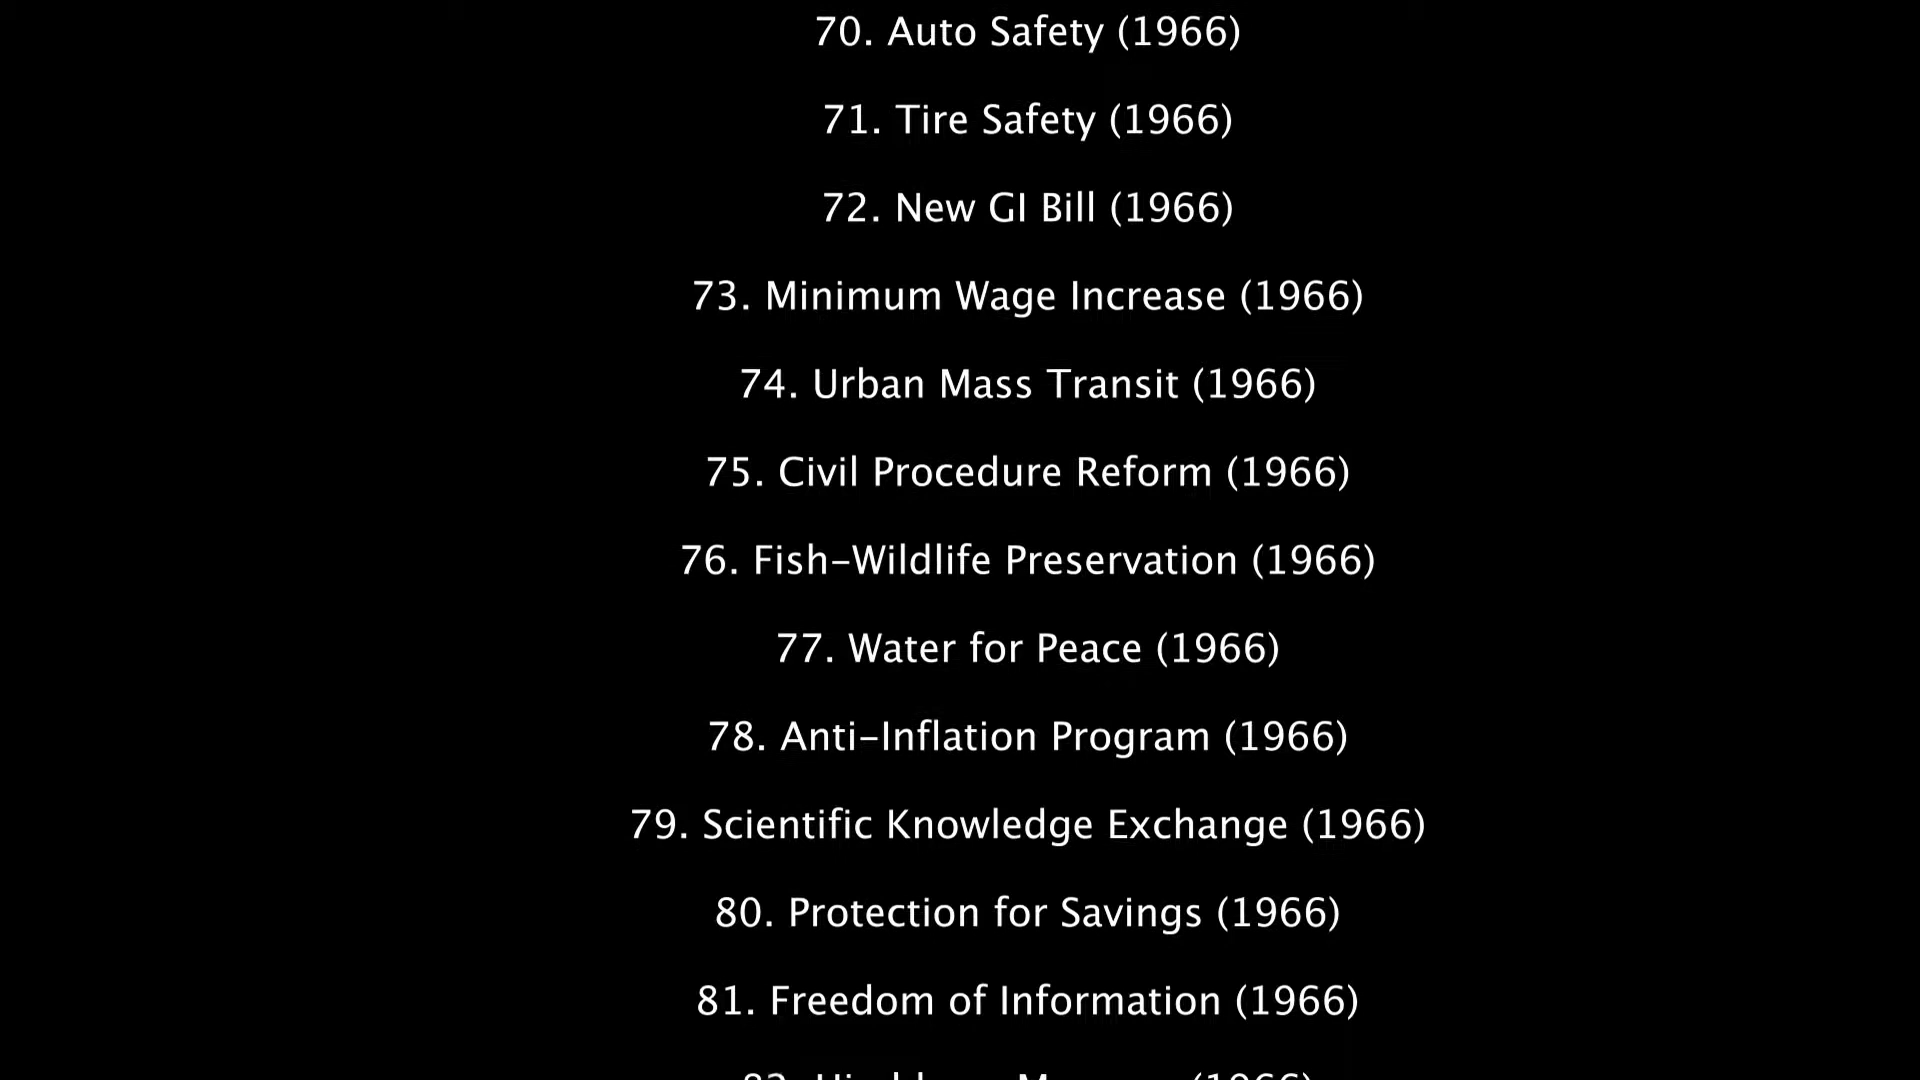 70. Auto Safety (1966)
71. Tire Safety (1966)
72. New GI Bill (1966)
73. Minimum Wage Increase (1966)
74. Urban Mass Transit (1966)
75. Civil Procedure Reform (1966)
76. Fish-Wildlife Preservation (1966)
77. Water for Peace (1966)
78. Anti-Inflation Program (1966)
79. Scientific Knowledge Exchange (1966)
80. Protection for Savings (1966)
81. Freedom of Information (1966)